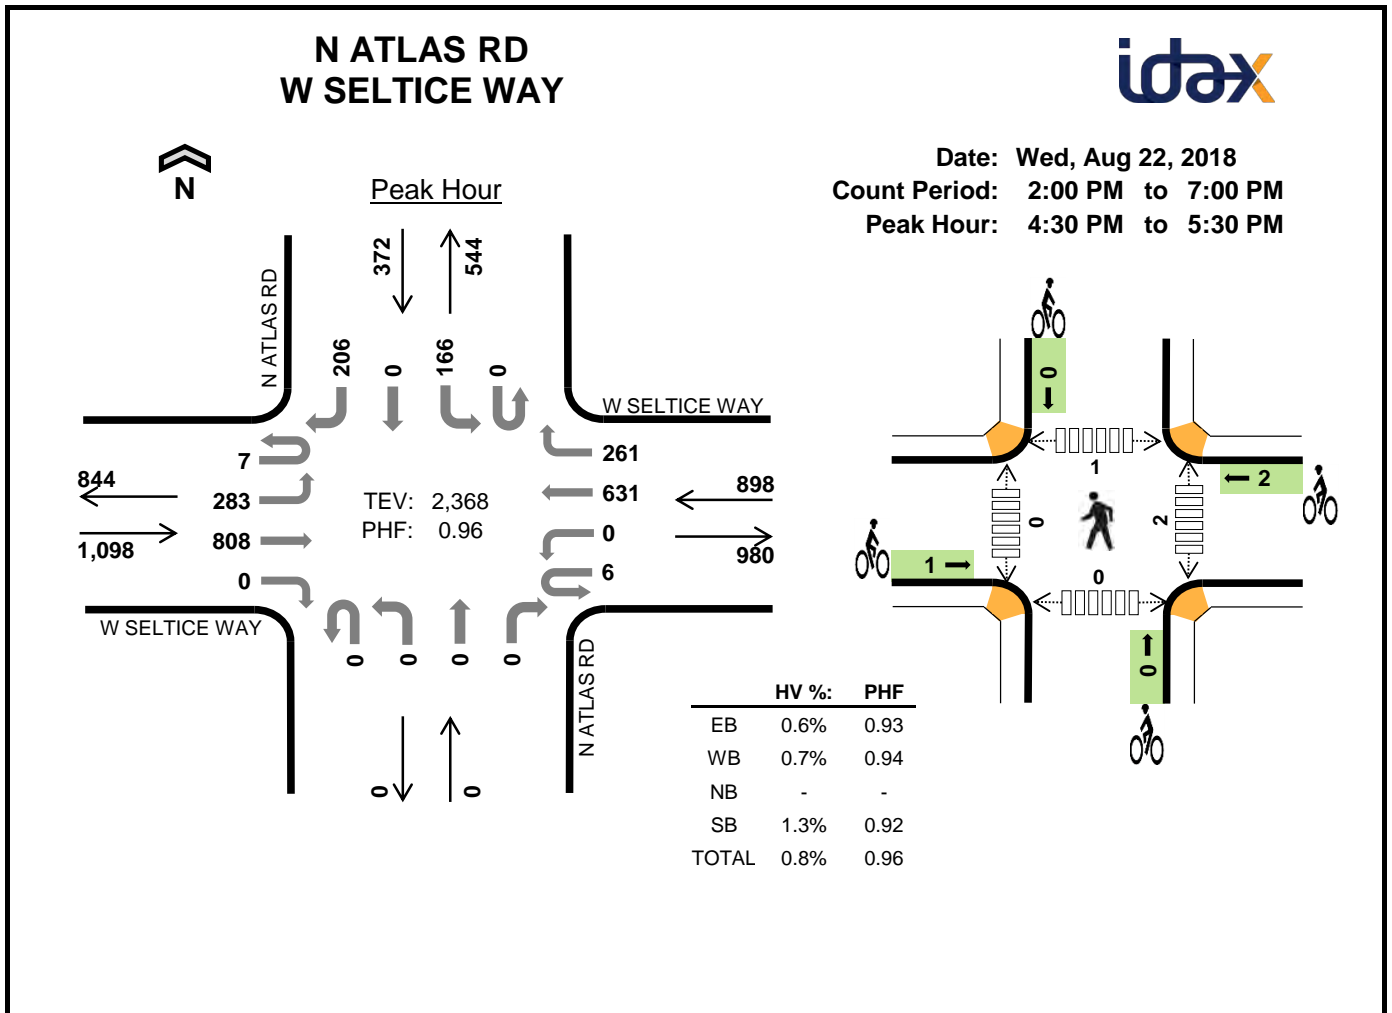 N ATLAS RD
W SELTICE WAY
idax
Date: Wed, Aug 22, 2018
Count Period: 2:00 PM to 7:00 PM
Peak Hour: 4:30 PM to 5:30 PM
N
Peak Hour
372
544
N ATLAS RD
206
0
166
0
W SELTICE WAY
7
283
808
0
844
1,098
TEV: 2,368
PHF: 0.96
261
631
0
6
898
980
W SELTICE WAY
0
0
0
0
N ATLAS RD
0
0
0
1
2
0
2
1
0
0
HV %: PHF
EB 0.6% 0.93
WB 0.7% 0.94
NB - -
SB 1.3% 0.92
TOTAL 0.8% 0.96